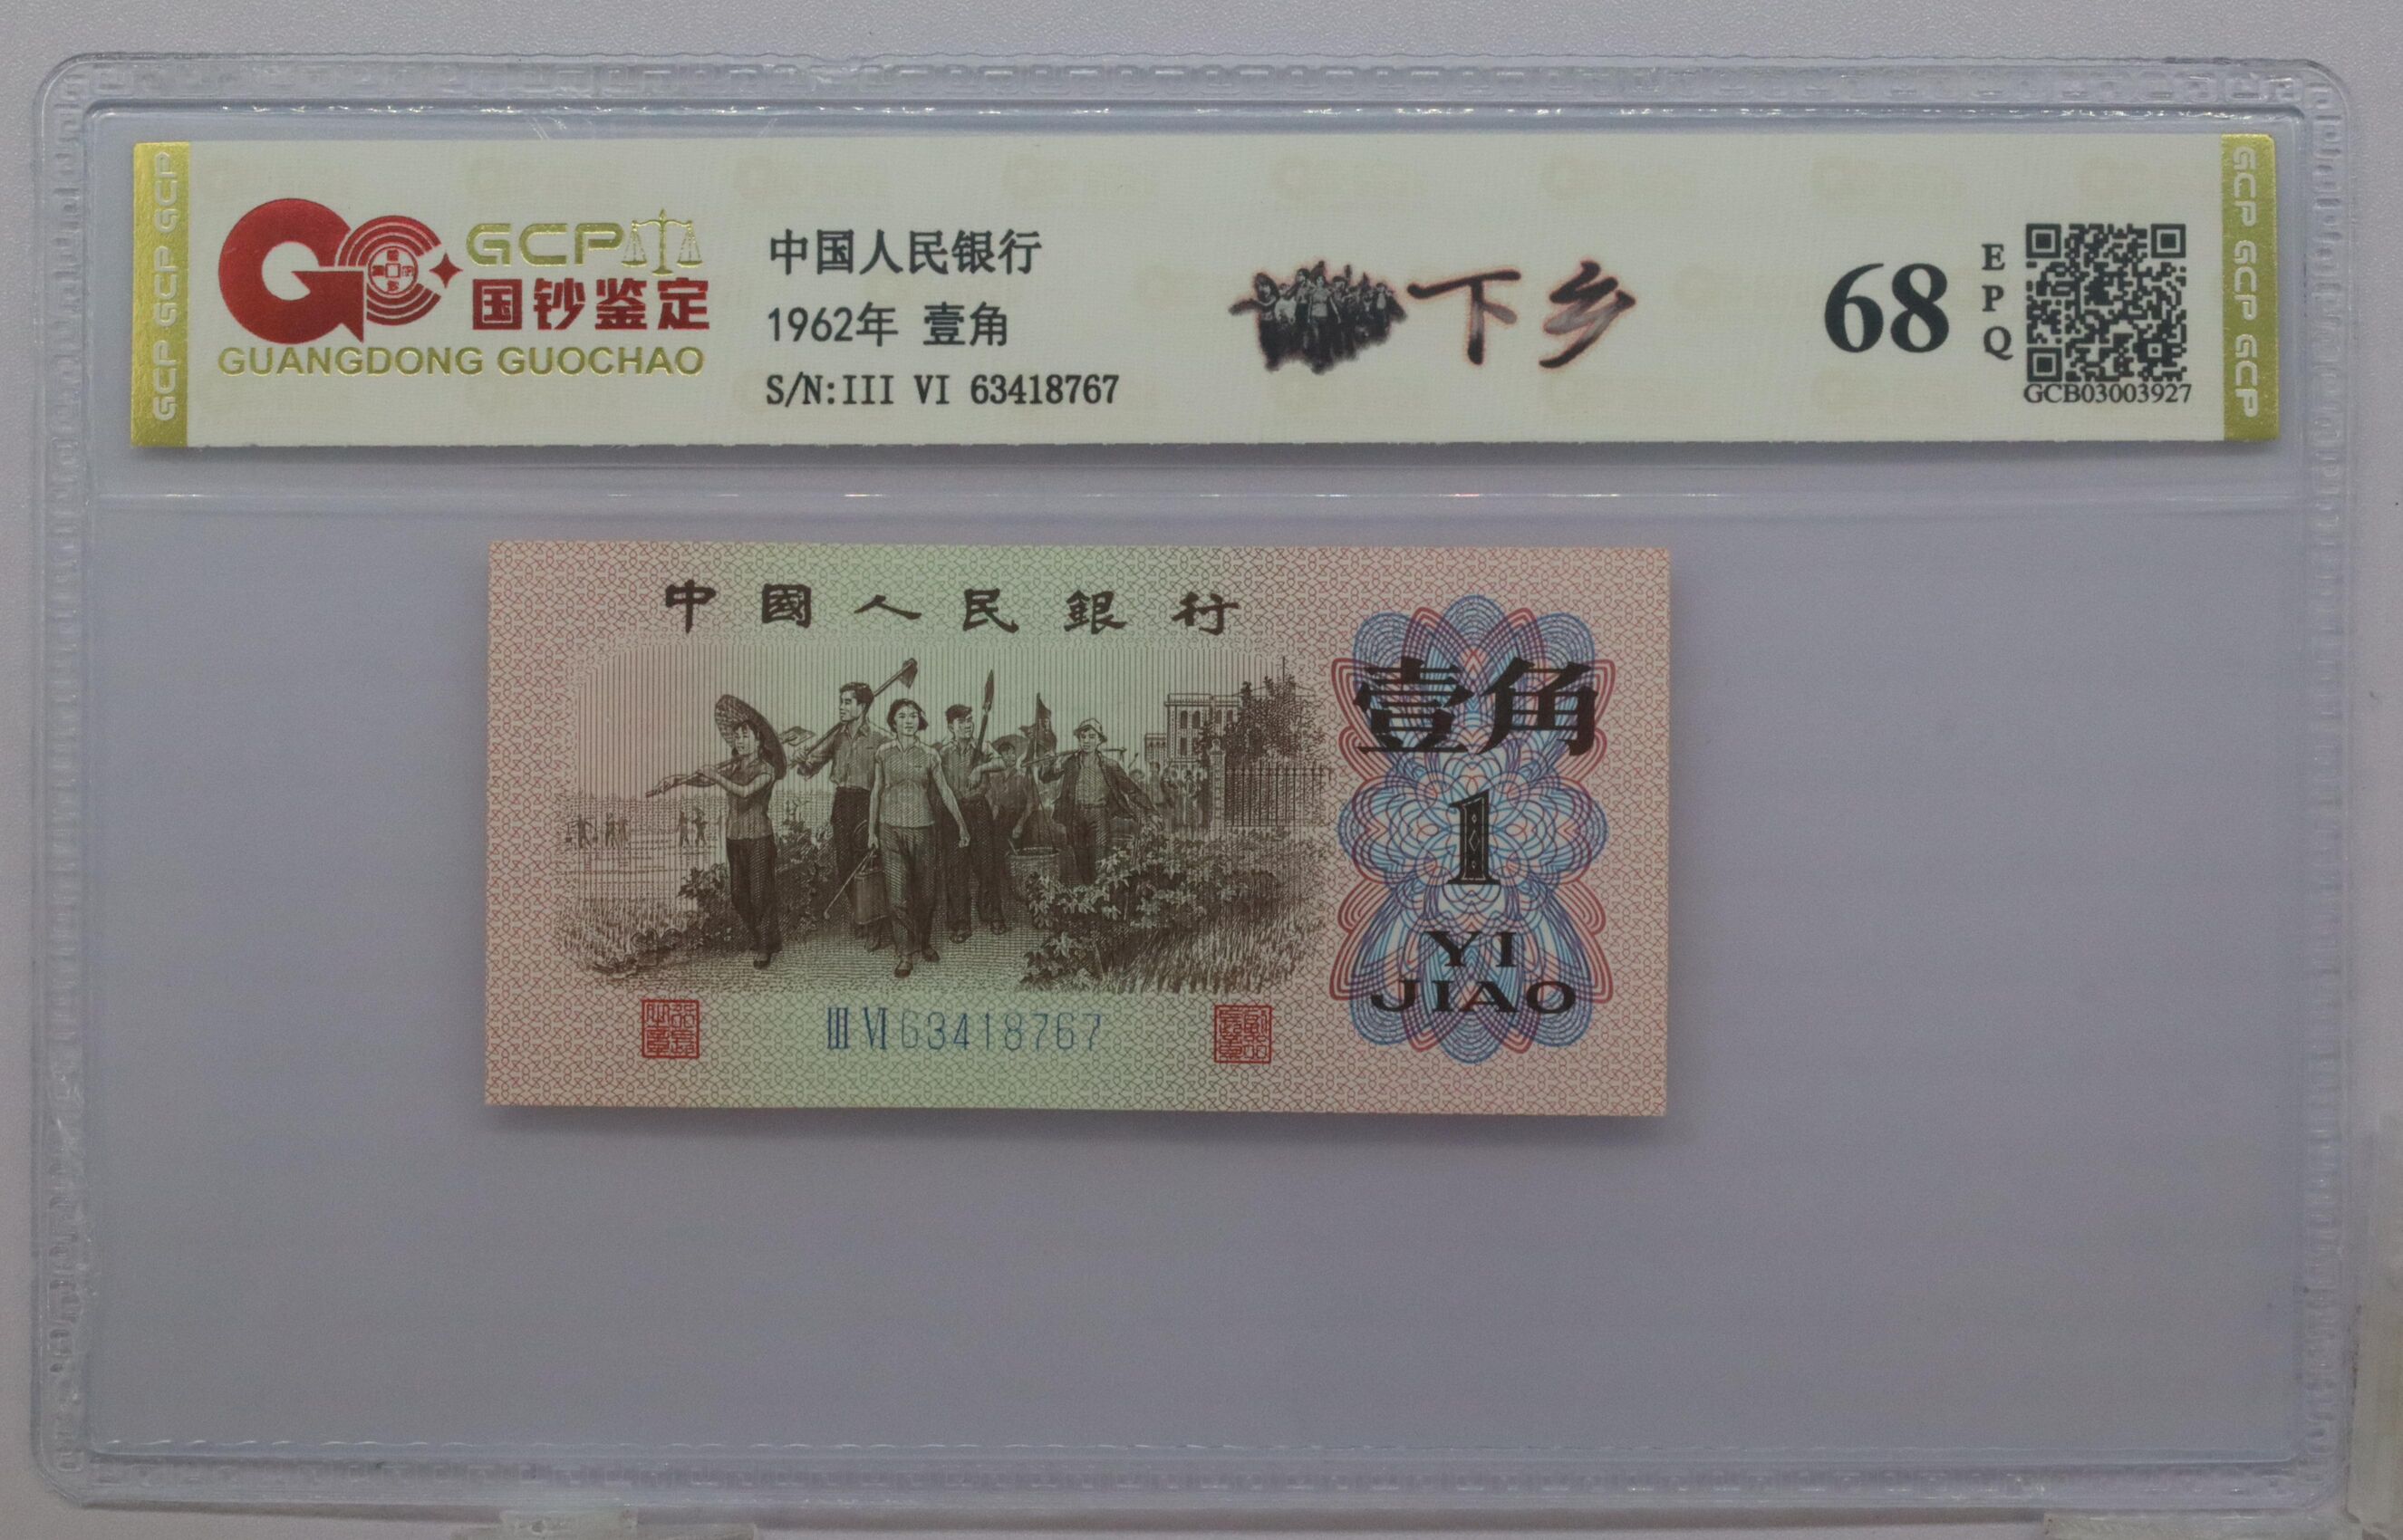 GCP
国钞鉴定
GUANGDONG GUOCHAO
中国人民银行
1962年 壹角
S/N:III VI 63418767
下乡
68
EPQ
GCB03003927
GCP GCP GCP
GCP GCP GCP GCP
中國人民銀行
壹角
1
YI
JIAO
III VI 63418767